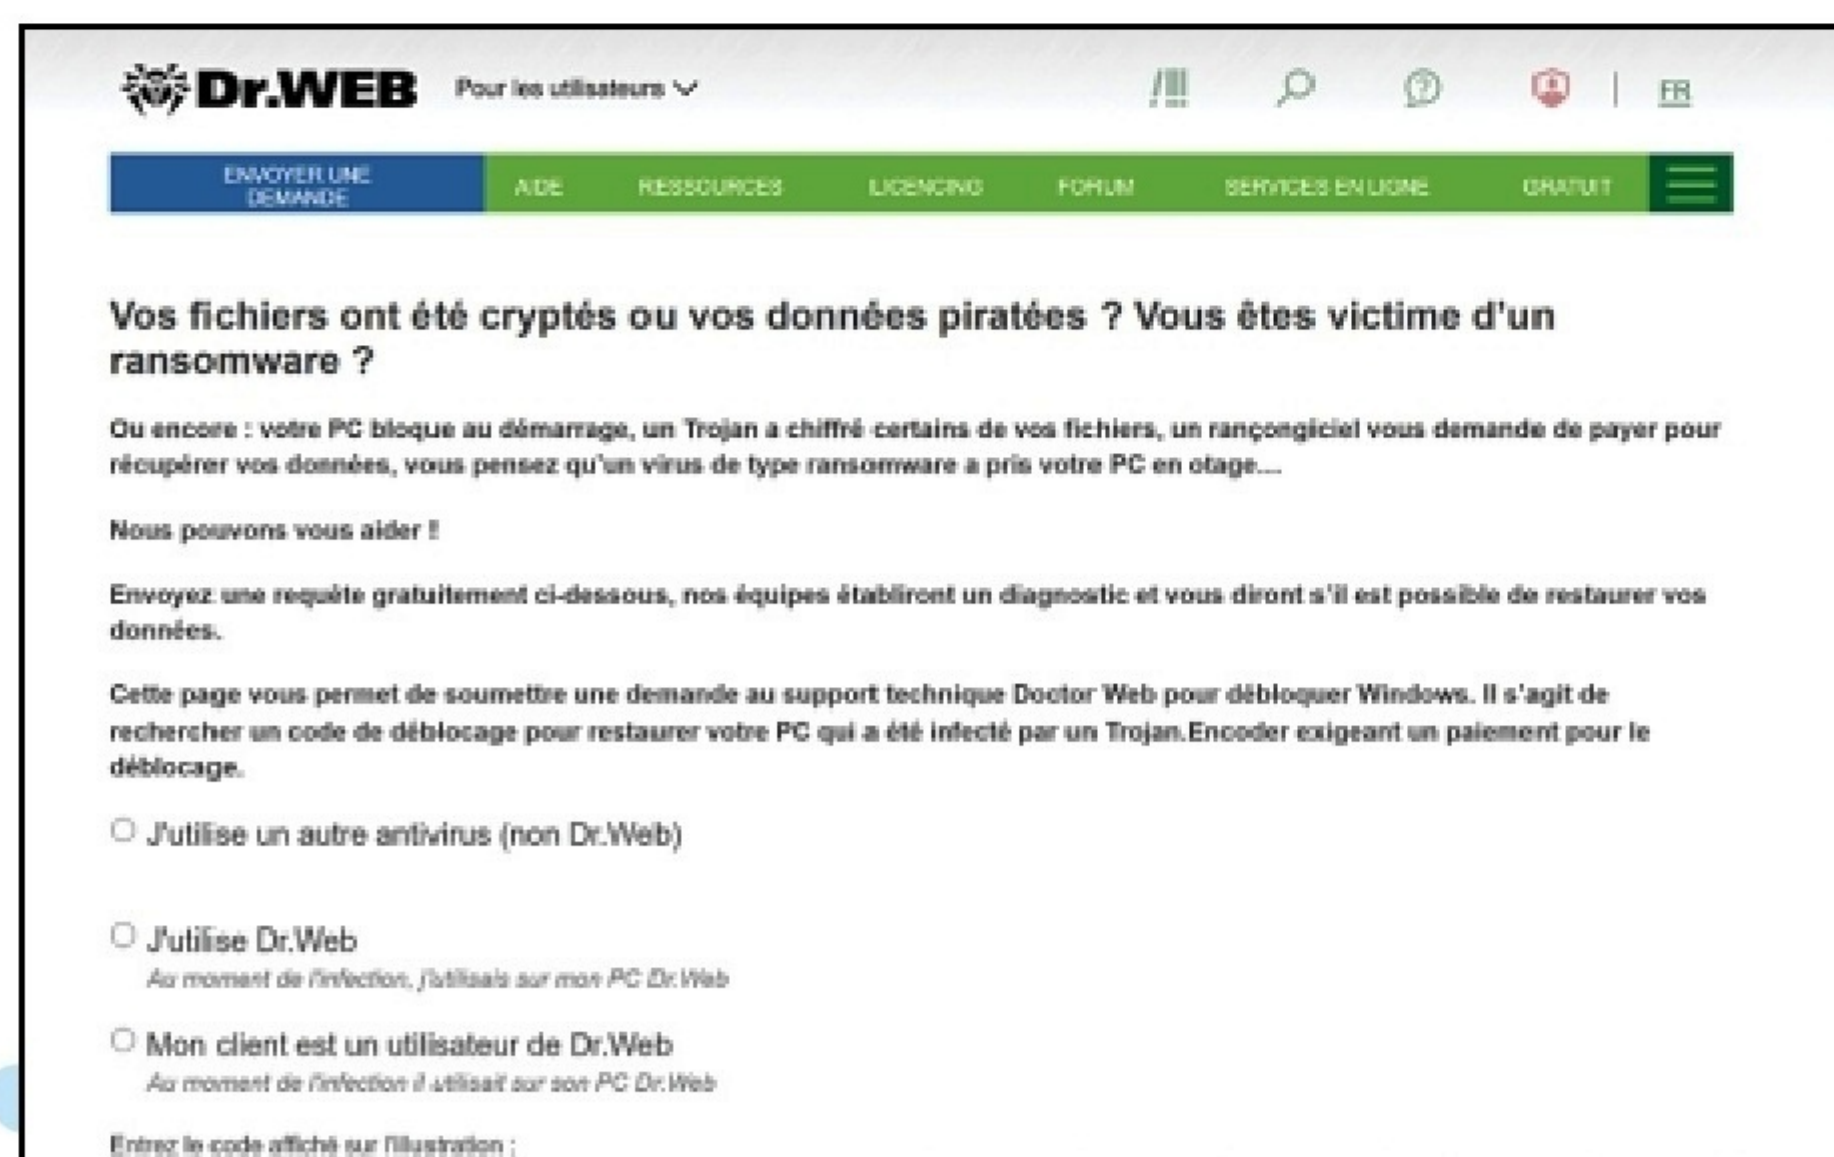 Dr.WEB Pour les utilisateurs FR
ENVOYER UNE
DEMANDE
AIDE RESSOURCES LICENCING FORUM SERVICES EN LIGNE GRATUIT
Vos fichiers ont été cryptés ou vos données piratées ? Vous êtes victime d'un
ransomware ?
Ou encore : votre PC bloque au démarrage, un Trojan a chiffré certains de vos fichiers, un rançongiciel vous demande de payer pour
récupérer vos données, vous pensez qu'un virus de type ransomware a pris votre PC en otage...
Nous pouvons vous aider !
Envoyez une requête gratuitement ci-dessous, nos équipes établiront un diagnostic et vous diront s'il est possible de restaurer vos
données.
Cette page vous permet de soumettre une demande au support technique Doctor Web pour débloquer Windows. Il s'agit de
rechercher un code de déblocage pour restaurer votre PC qui a été infecté par un Trojan.Encoder exigeant un paiement pour le
déblocage.
J'utilise un autre antivirus (non Dr.Web)
J'utilise Dr.Web
Au moment de l'infection, j'utilisais sur mon PC Dr.Web
Mon client est un utilisateur de Dr.Web
Au moment de l'infection il utilisait sur son PC Dr.Web
Entrez le code affiché sur l'illustration :